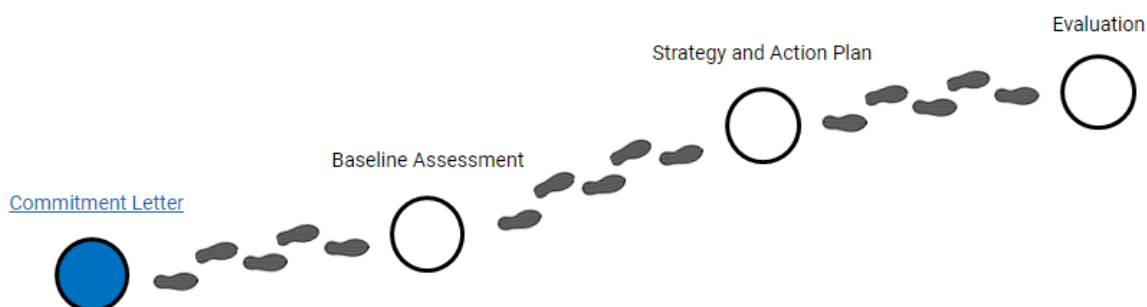 Commitment Letter
Baseline Assessment
Strategy and Action Plan
Evaluation